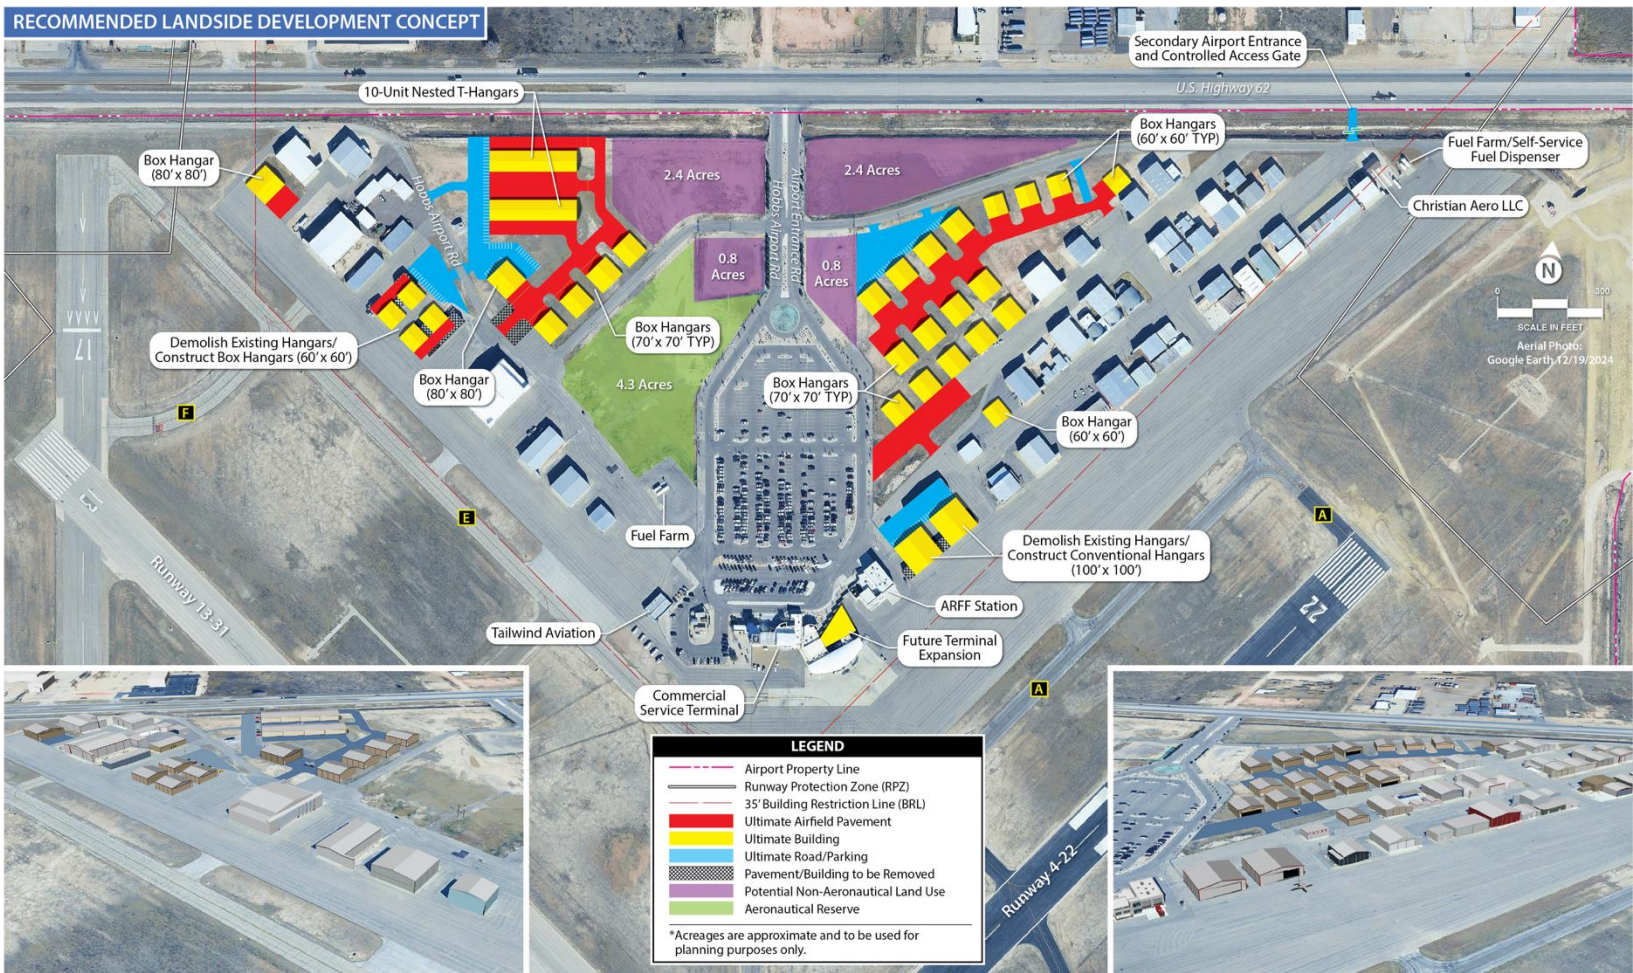 RECOMMENDED LANDSIDE DEVELOPMENT CONCEPT
Secondary Airport Entrance
and Controlled Access Gate
U.S. Highway 62
10-Unit Nested T-Hangars
Box Hangars
(60' x 60' TYP)
Fuel Farm/Self-Service
Fuel Dispenser
Box Hangar
(80' x 80')
2.4 Acres
2.4 Acres
Christian Aero LLC
Hobbs Airport Rd
Hobbs Airport Rd
Airport Entrance Rd
0.8
Acres
0.8
Acres
N
0
300
SCALE IN FEET
Aerial Photo:
Google Earth 12/19/2024
17
Demolish Existing Hangars/
Construct Box Hangars (60' x 60')
Box Hangars
(70' x 70' TYP)
Box Hangar
(80' x 80')
4.3 Acres
Box Hangars
(70' x 70' TYP)
Box Hangar
(60' x 60')
F
13
E
A
Fuel Farm
Demolish Existing Hangars/
Construct Conventional Hangars
(100' x 100')
Runway 13-31
22
ARFF Station
Tailwind Aviation
Future Terminal
Expansion
Commercial
Service Terminal
A
Runway 4-22
LEGEND
Airport Property Line
Runway Protection Zone (RPZ)
35' Building Restriction Line (BRL)
Ultimate Airfield Pavement
Ultimate Building
Ultimate Road/Parking
Pavement/Building to be Removed
Potential Non-Aeronautical Land Use
Aeronautical Reserve
*Acreages are approximate and to be used for
planning purposes only.